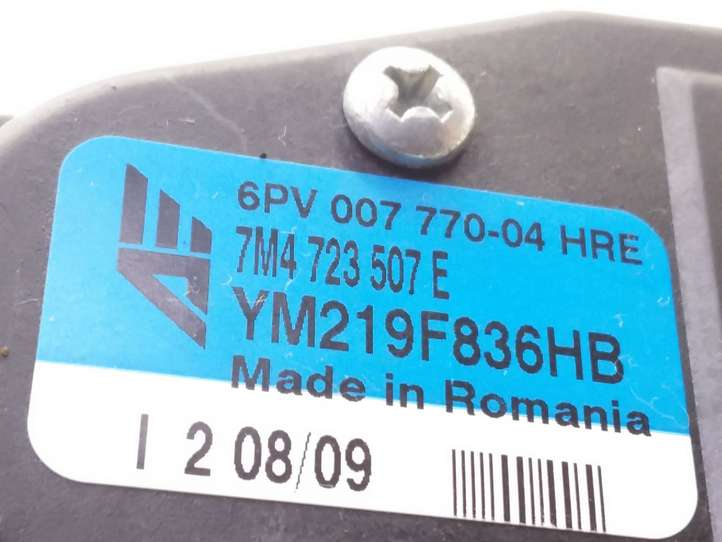 6PV 007 770-04 HRE
7M4 723 507 E
YM219F836HB
Made in Romania
I 2 08/09